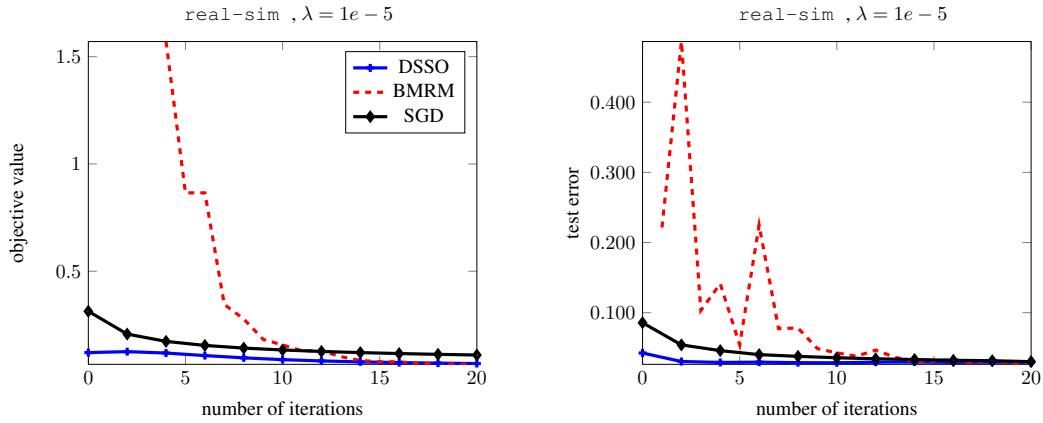 real-sim , λ = 1e − 5
1.5
1
0.5
0
5
10
15
20
objective value
number of iterations
DSSO
BMRM
SGD
real-sim , λ = 1e − 5
0.400
0.300
0.200
0.100
0
5
10
15
20
test error
number of iterations